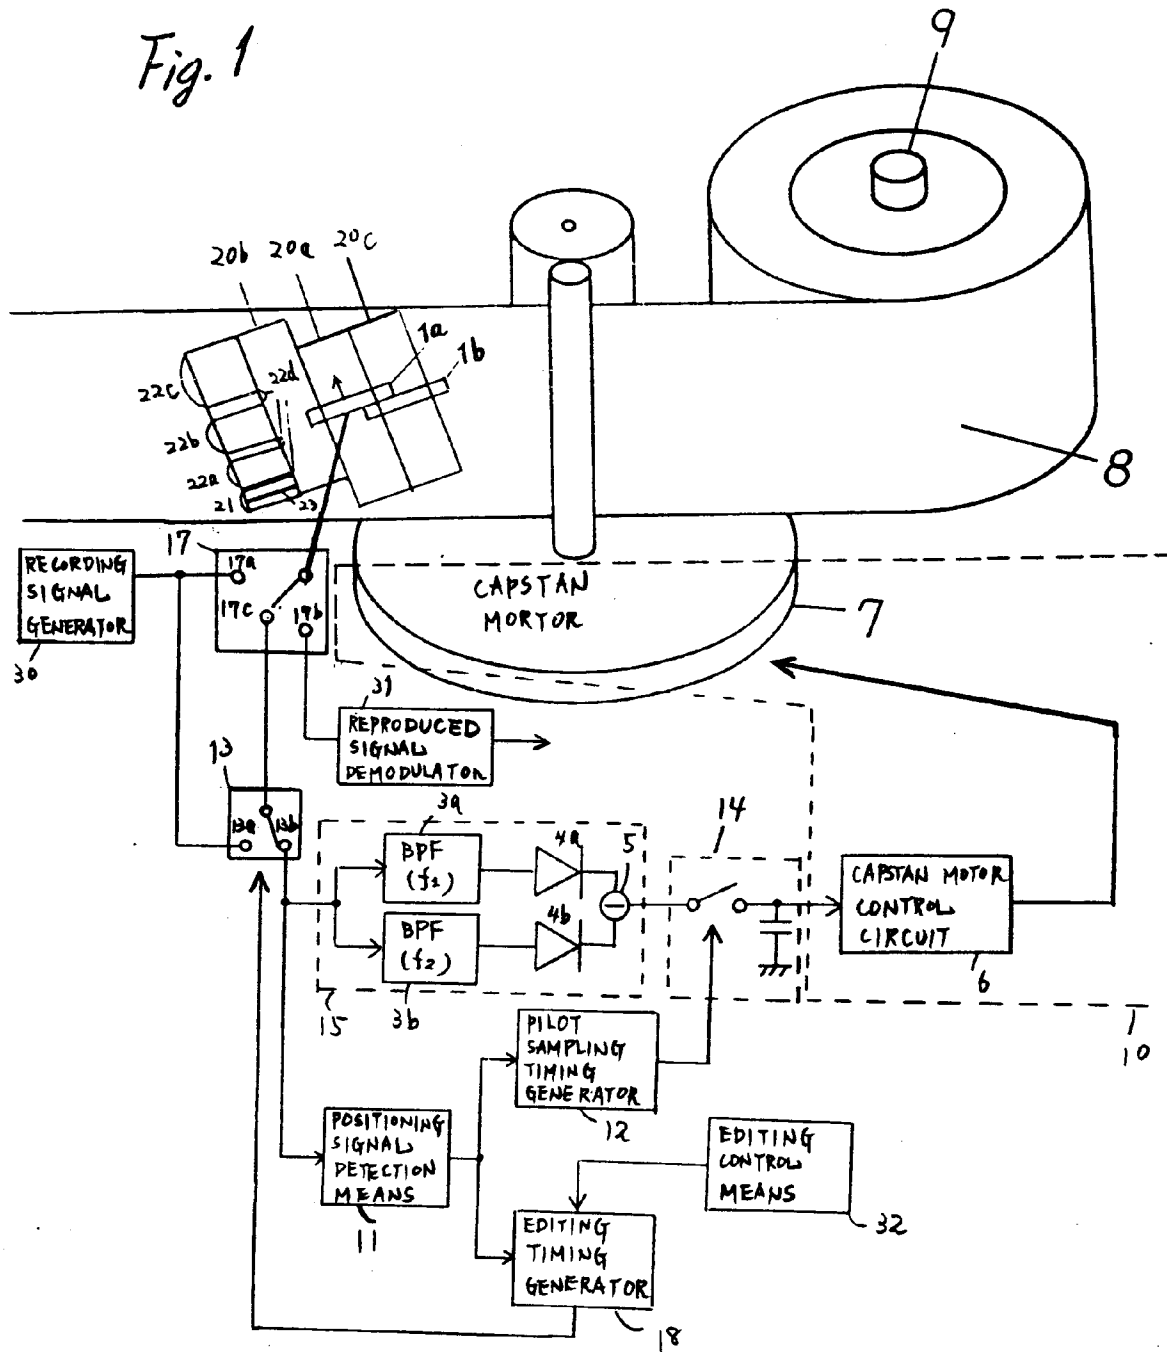 Fig. 1
9
20b 20a 20c
1a
1b
22c
22d
22b
22a
21
23
8
17
RECORDING
SIGNAL
GENERATOR
30
17a
17c
17b
CAPSTAN
MORTOR
7
31
REPRODUCED
SIGNAL
DEMODULATOR
13
13a
13b
3a
BPF
(f1)
4a
5
14
BPF
(f2)
4b
3b
15
CAPSTAN MOTOR
CONTROL
CIRCUIT
6
10
PILOT
SAMPLING
TIMING
GENERATOR
12
POSITIONING
SIGNAL
DETECTION
MEANS
11
EDITING
CONTROL
MEANS
32
EDITING
TIMING
GENERATOR
18